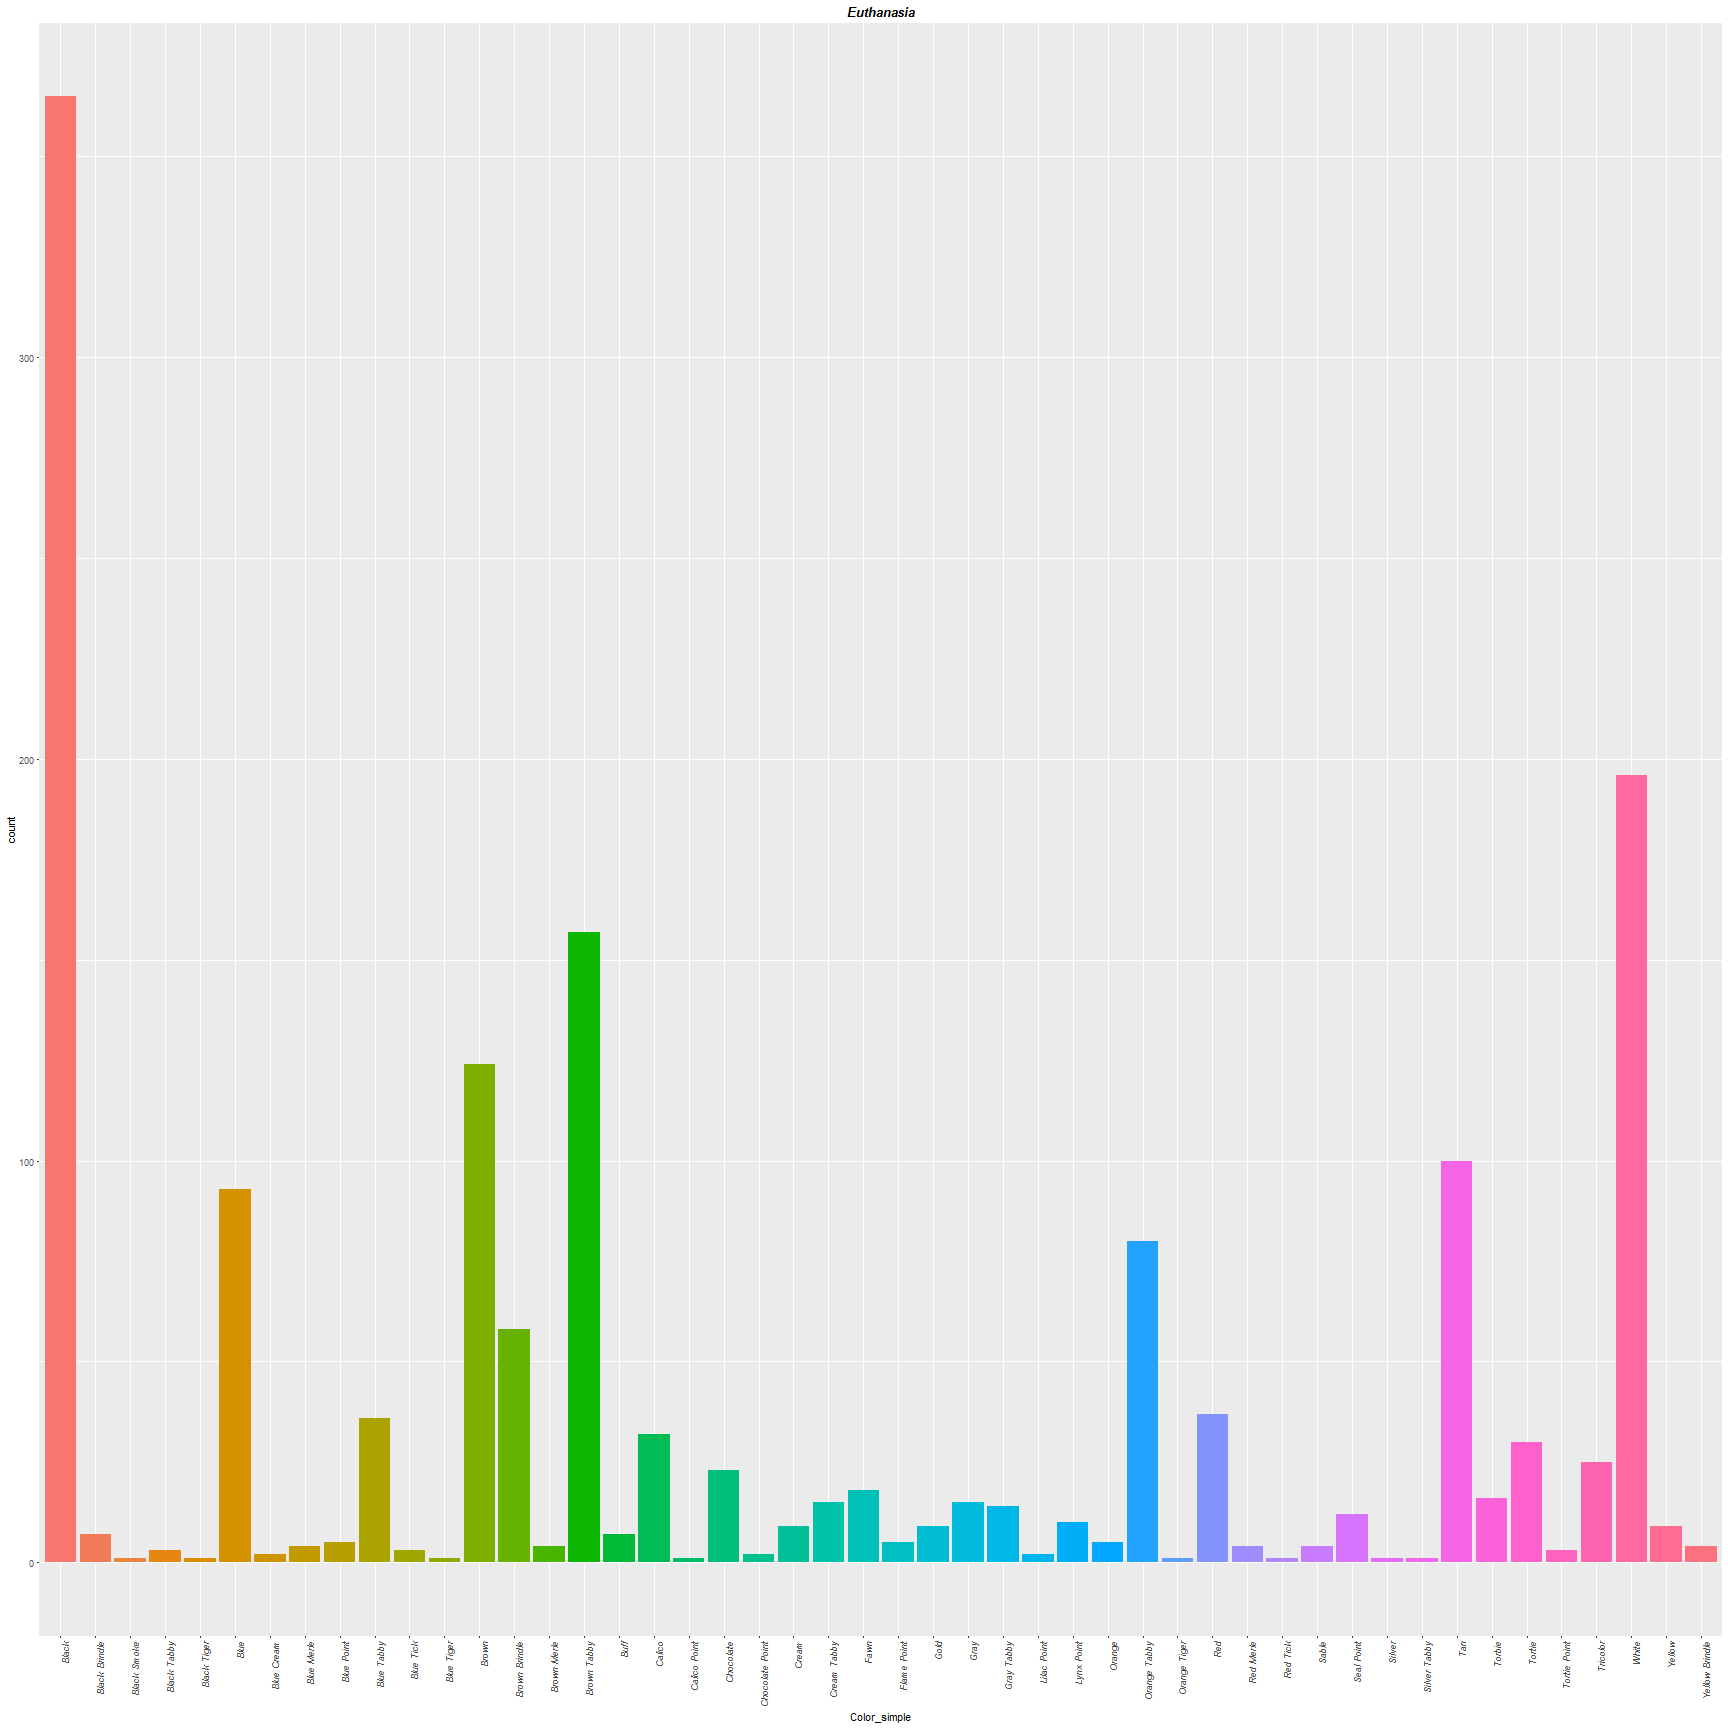 Euthanasia
300
200
100
0
count
Black
Black Brindle
Black Smoke
Black Tabby
Black Tiger
Blue
Blue Cream
Blue Merle
Blue Point
Blue Tabby
Blue Tick
Blue Tiger
Brown
Brown Brindle
Brown Merle
Brown Tabby
Buff
Calico
Calico Point
Chocolate
Chocolate Point
Cream
Cream Tabby
Fawn
Flame Point
Gold
Gray
Gray Tabby
Lilac Point
Lynx Point
Orange
Orange Tabby
Orange Tiger
Red
Red Merle
Red Tick
Sable
Seal Point
Silver
Silver Tabby
Tan
Torbie
Tortie
Tortie Point
Tricolor
White
Yellow
Yellow Brindle
Color_simple